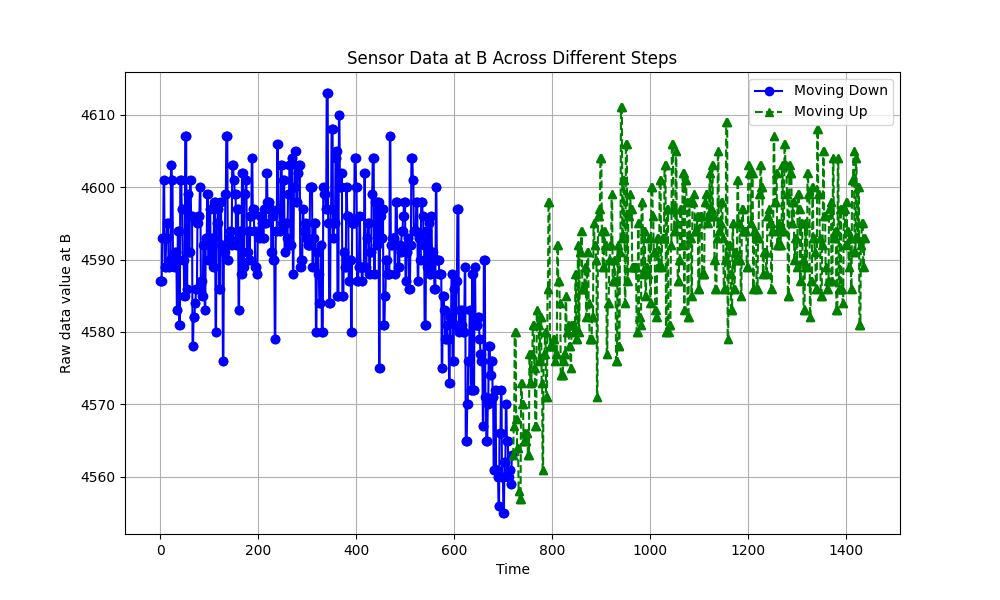 Sensor Data at B Across Different Steps
Moving Down
Moving Up
Raw data value at B
4610
4600
4590
4580
4570
4560
0 200 400 600 800 1000 1200 1400
Time